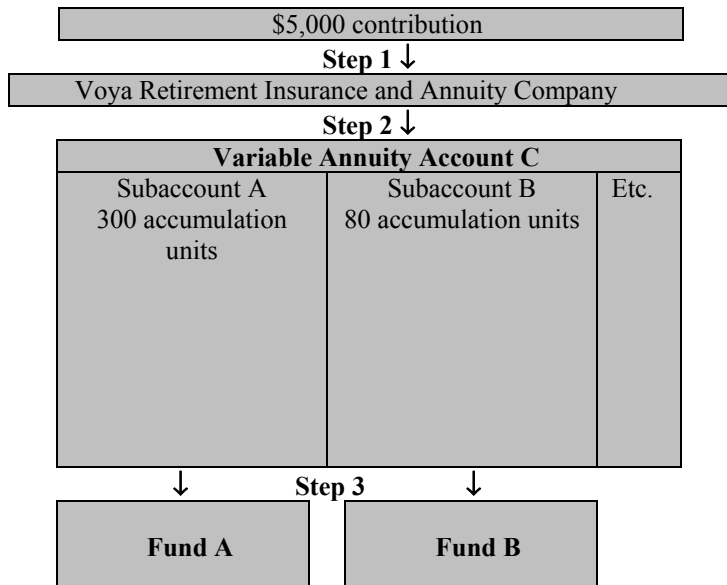 $5,000 contribution
Step 1 ↓
Voya Retirement Insurance and Annuity Company
Step 2 ↓
Variable Annuity Account C
Subaccount A
300 accumulation
units
Subaccount B
80 accumulation units
Etc.
↓ Step 3 ↓
Fund A
Fund B